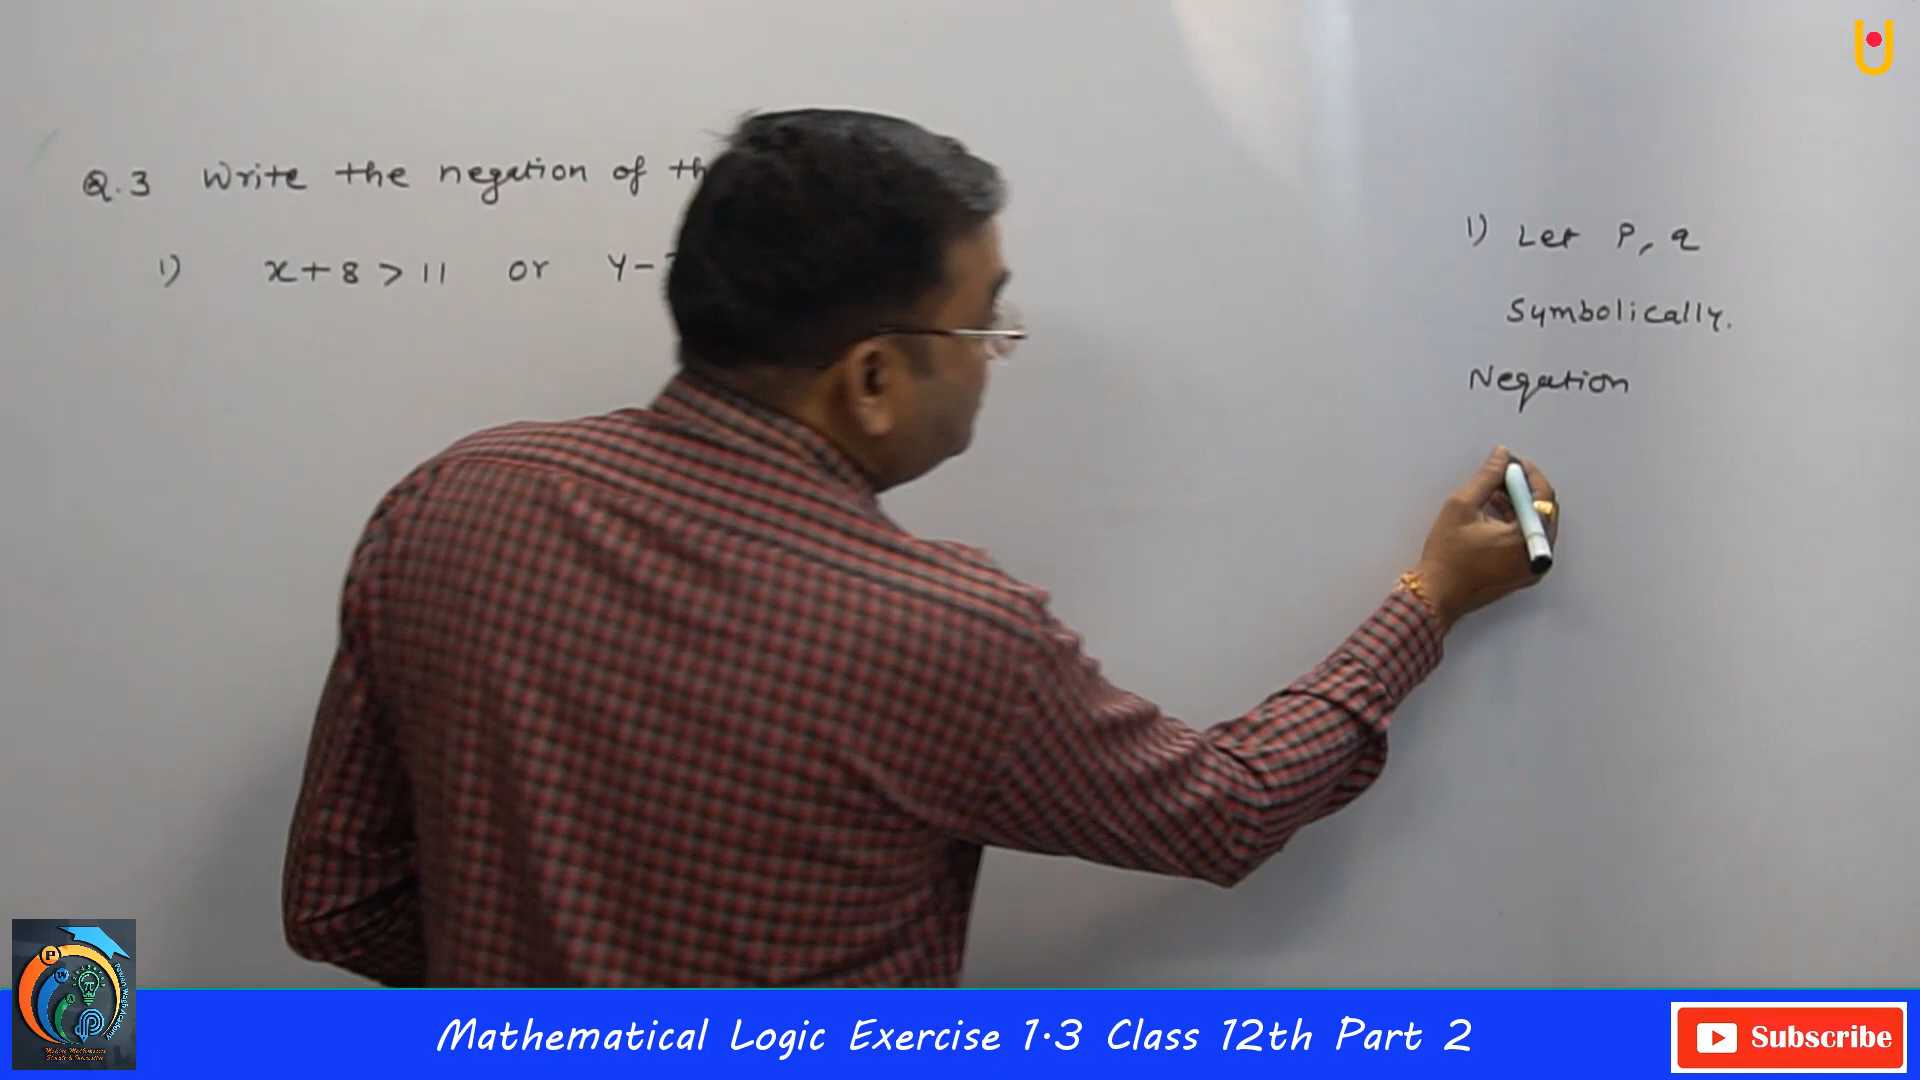 Q.3 Write the negation of th
1) x+8 > 11 or y-
1) Let p, q
Symbolically.
Negation
Mathematical Logic Exercise 1.3 Class 12th Part 2
Subscribe